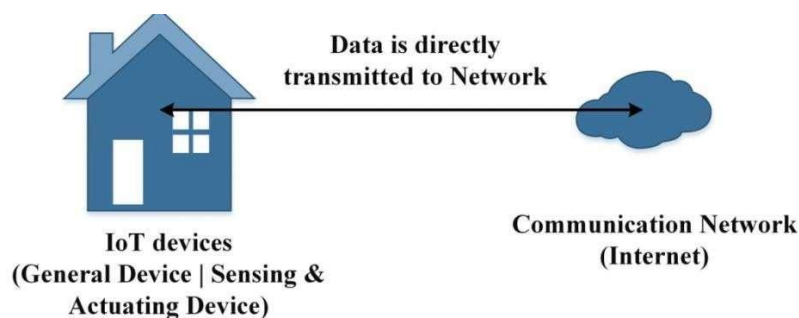 Data is directly
transmitted to Network
IoT devices
(General Device | Sensing &
Actuating Device)
Communication Network
(Internet)